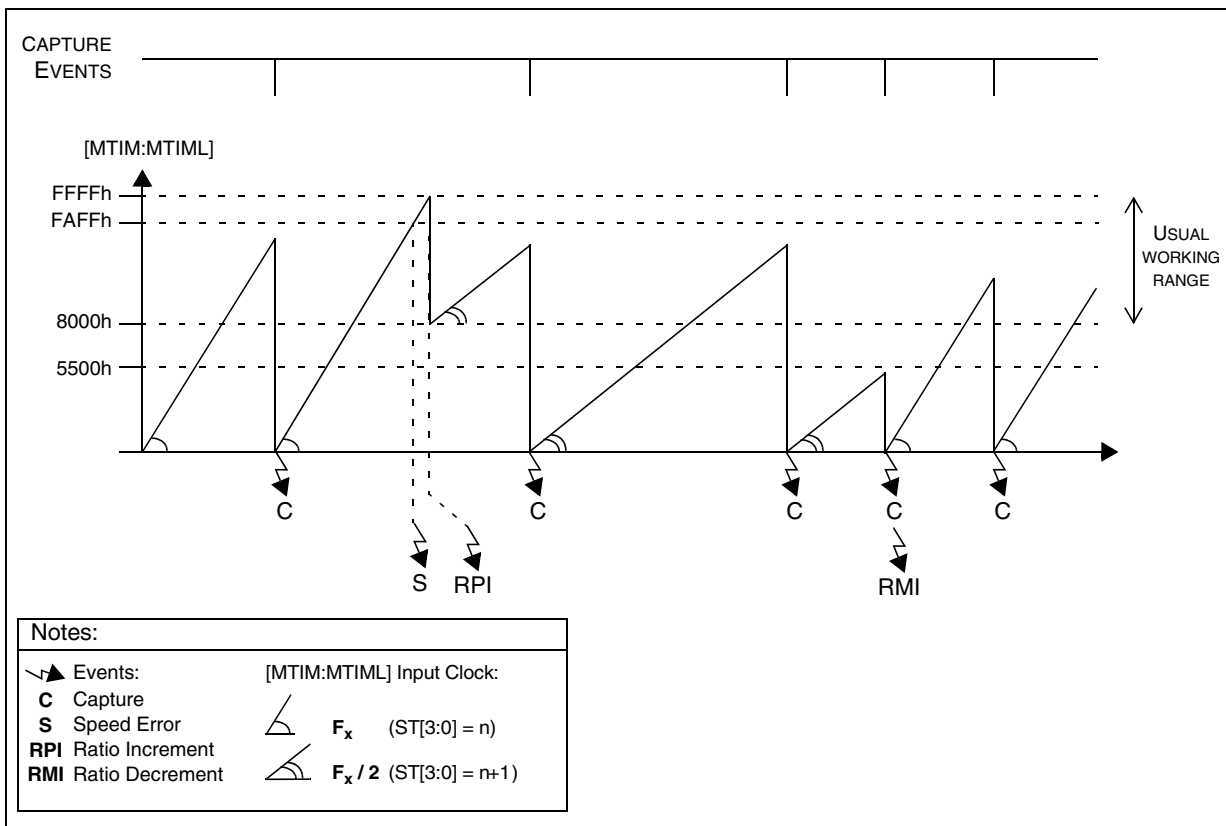 CAPTURE
EVENTS
[MTIM:MTIML]
FFFFh
FAFFh
8000h
5500h
USUAL
WORKING
RANGE
C
C
C
C
C
S
RPI
RMI
Notes:
Events:
[MTIM:MTIML] Input Clock:
C Capture
S Speed Error
Fx (ST[3:0] = n)
RPI Ratio Increment
RMI Ratio Decrement
Fx / 2 (ST[3:0] = n+1)